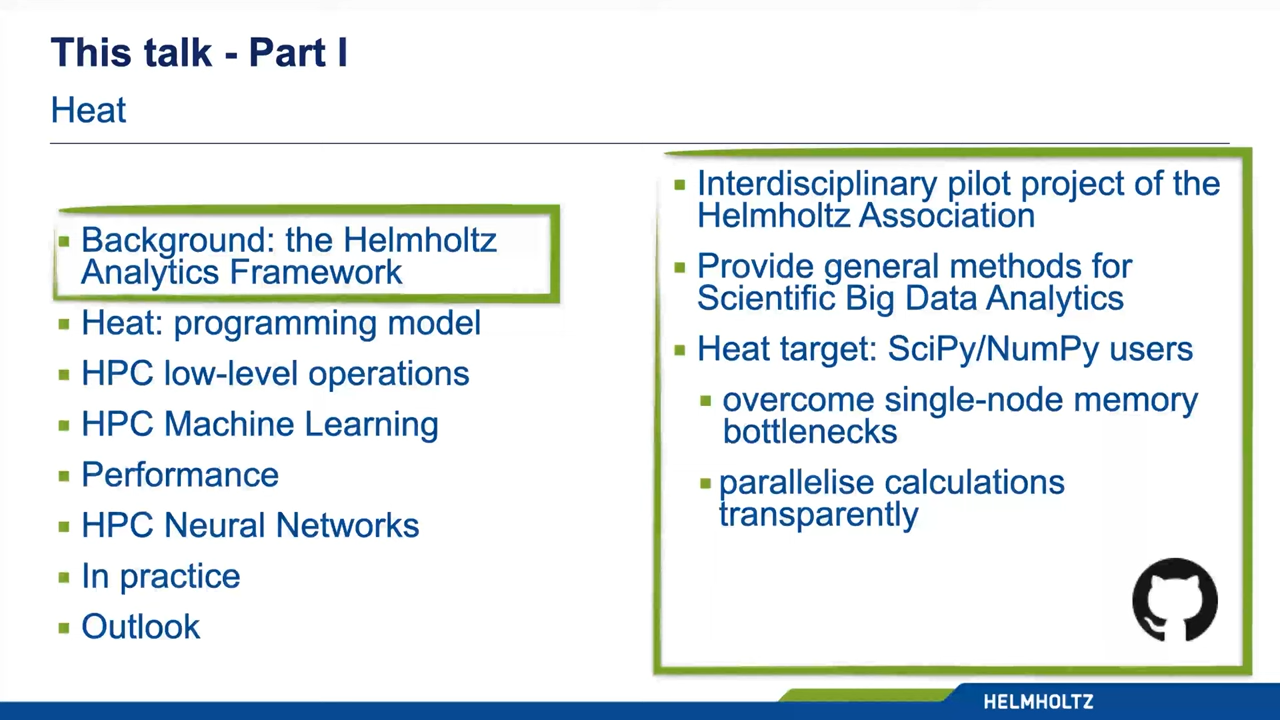 This talk - Part I
Heat
Background: the Helmholtz
Analytics Framework
Heat: programming model
HPC low-level operations
HPC Machine Learning
Performance
HPC Neural Networks
In practice
Outlook
Interdisciplinary pilot project of the
Helmholtz Association
Provide general methods for
Scientific Big Data Analytics
Heat target: SciPy/NumPy users
overcome single-node memory
bottlenecks
parallelise calculations
transparently
HELMHOLTZ